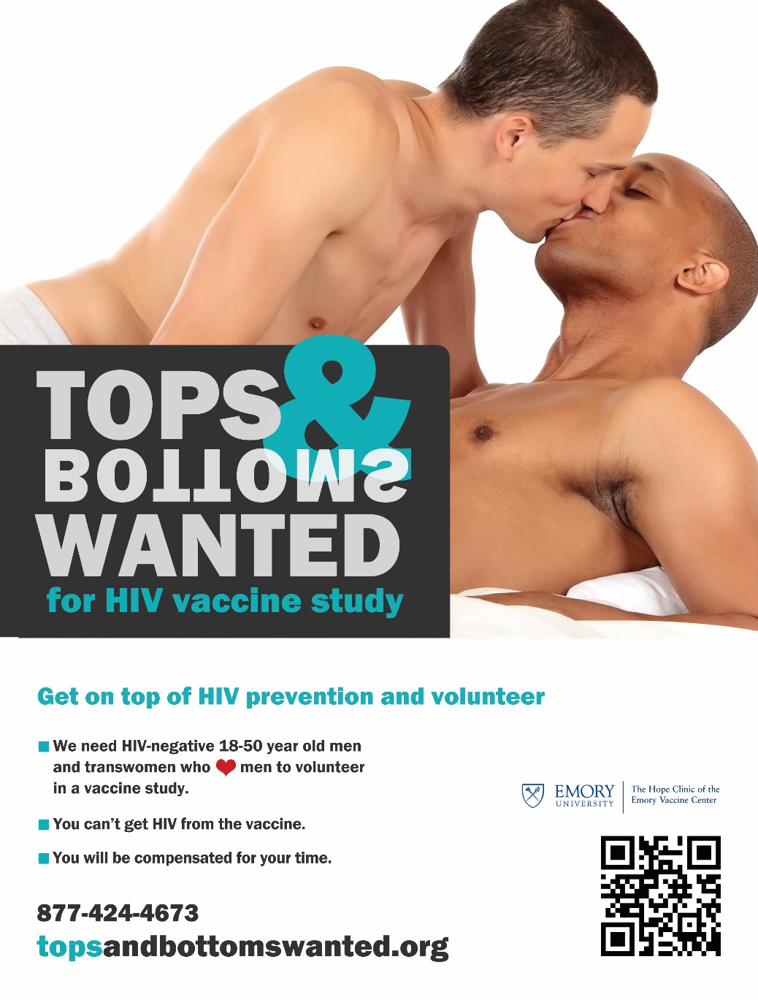 TOPS &
BOTTOMS
WANTED
for HIV vaccine study
Get on top of HIV prevention and volunteer
We need HIV-negative 18-50 year old men
and transwomen who ❤ men to volunteer
in a vaccine study.
You can't get HIV from the vaccine.
You will be compensated for your time.
877-424-4673
topsandbottomswanted.org
EMORY
UNIVERSITY
The Hope Clinic of the
Emory Vaccine Center